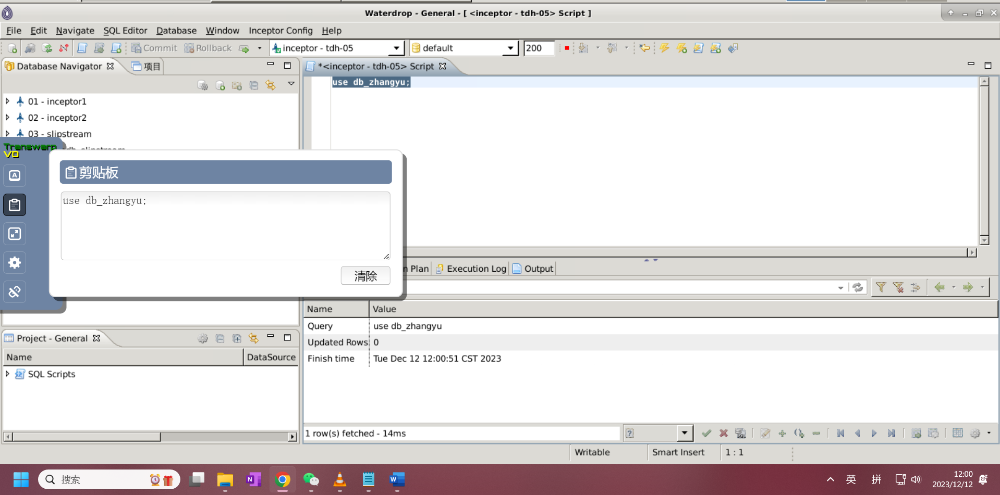 Waterdrop - General - [ <inceptor - tdh-05> Script ]
File Edit Navigate SQL Editor Database Window Inceptor Config Help
Commit Rollback inceptor - tdh-05 default 200
Database Navigator 项目
*<inceptor - tdh-05> Script
use db_zhangyu;
01 - inceptor1
02 - inceptor2
03 - slipstream
Transwarp
VD
剪贴板
use db_zhangyu;
清除
n Plan Execution Log Output
Name Value
Query use db_zhangyu
Updated Rows 0
Finish time Tue Dec 12 12:00:51 CST 2023
Project - General
Name DataSource
SQL Scripts
1 row(s) fetched - 14ms
Writable Smart Insert 1 : 1
搜索
英 拼
12:00
2023/12/12